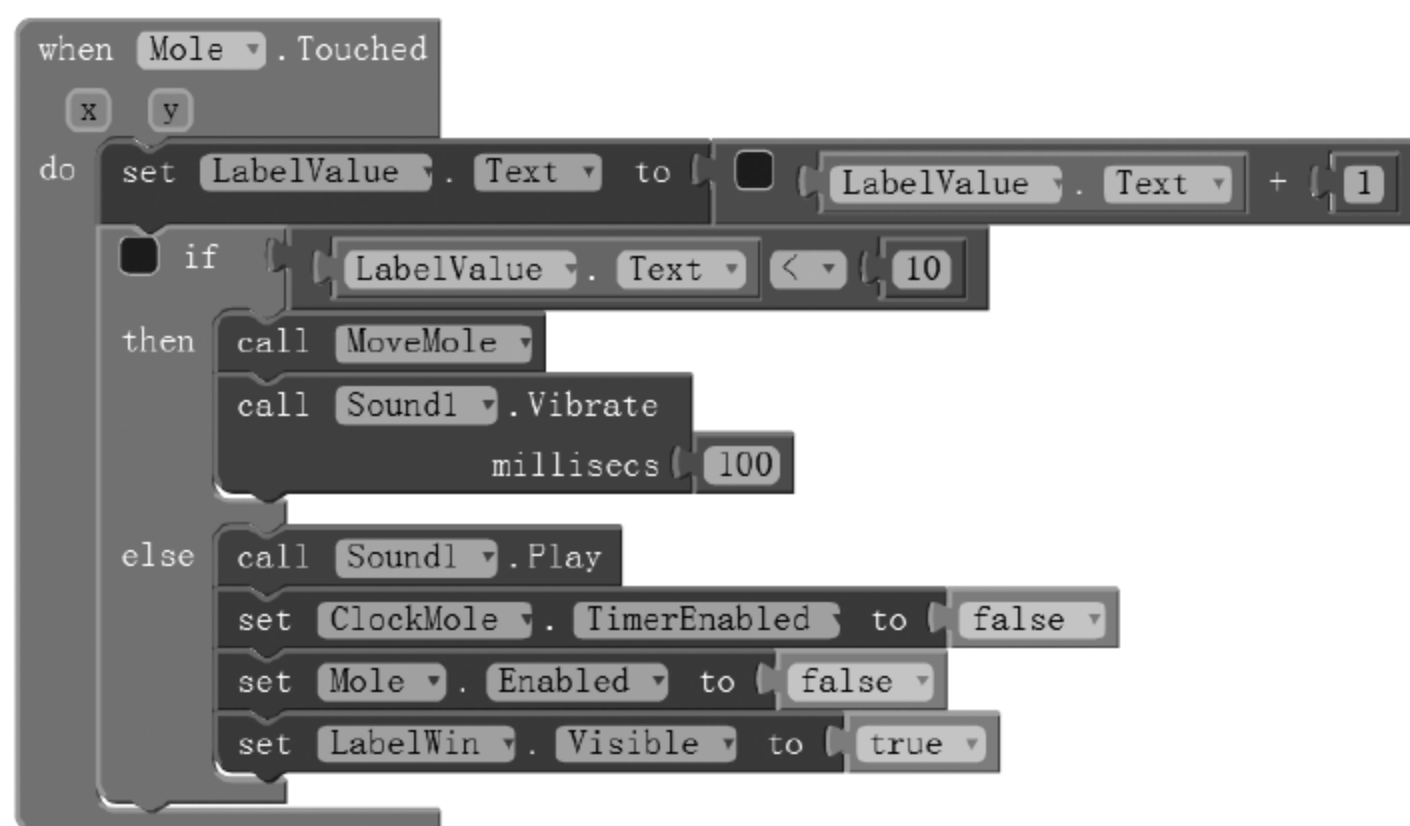 when Mole . Touched
x y
do set LabelValue . Text to LabelValue . Text + 1
if LabelValue . Text < 10
then call MoveMole
call Sound1 .Vibrate
millisecs 100
else call Sound1 .Play
set ClockMole . TimerEnabled to false
set Mole . Enabled to false
set LabelWin . Visible to true